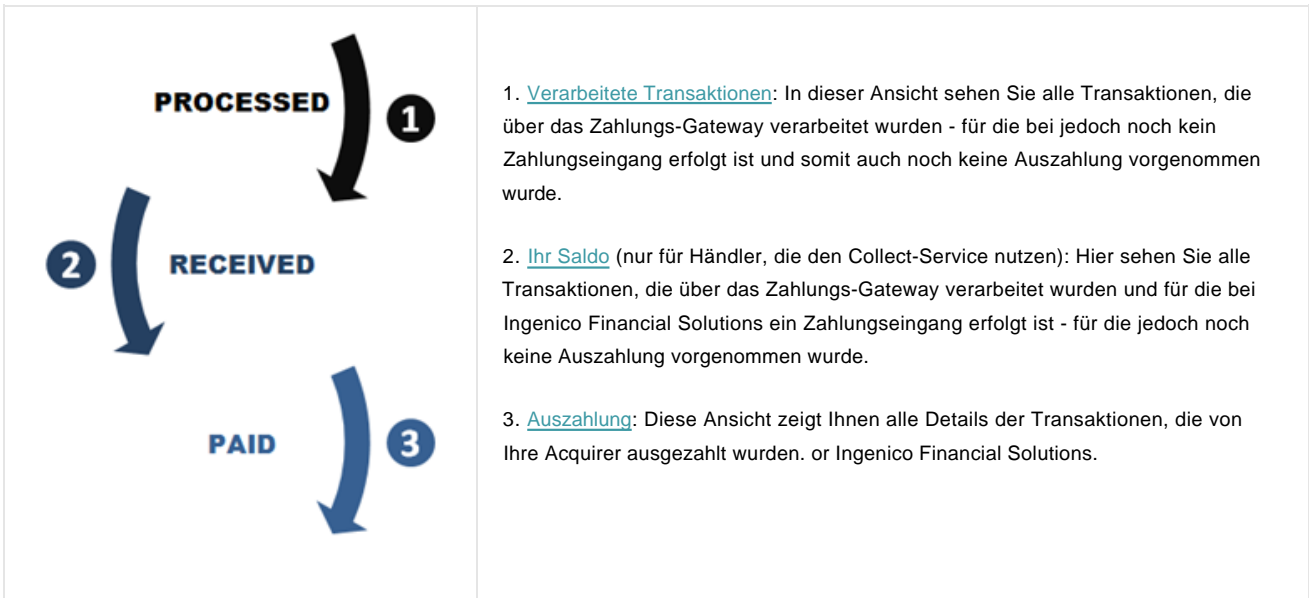 PROCESSED
1
2
RECEIVED
PAID
3
1. Verarbeitete Transaktionen: In dieser Ansicht sehen Sie alle Transaktionen, die
über das Zahlungs-Gateway verarbeitet wurden - für die bei jedoch noch kein
Zahlungseingang erfolgt ist und somit auch noch keine Auszahlung vorgenommen
wurde.
2. Ihr Saldo (nur für Händler, die den Collect-Service nutzen): Hier sehen Sie alle
Transaktionen, die über das Zahlungs-Gateway verarbeitet wurden und für die bei
Ingenico Financial Solutions ein Zahlungseingang erfolgt ist - für die jedoch noch
keine Auszahlung vorgenommen wurde.
3. Auszahlung: Diese Ansicht zeigt Ihnen alle Details der Transaktionen, die von
Ihre Acquirer ausgezahlt wurden. or Ingenico Financial Solutions.